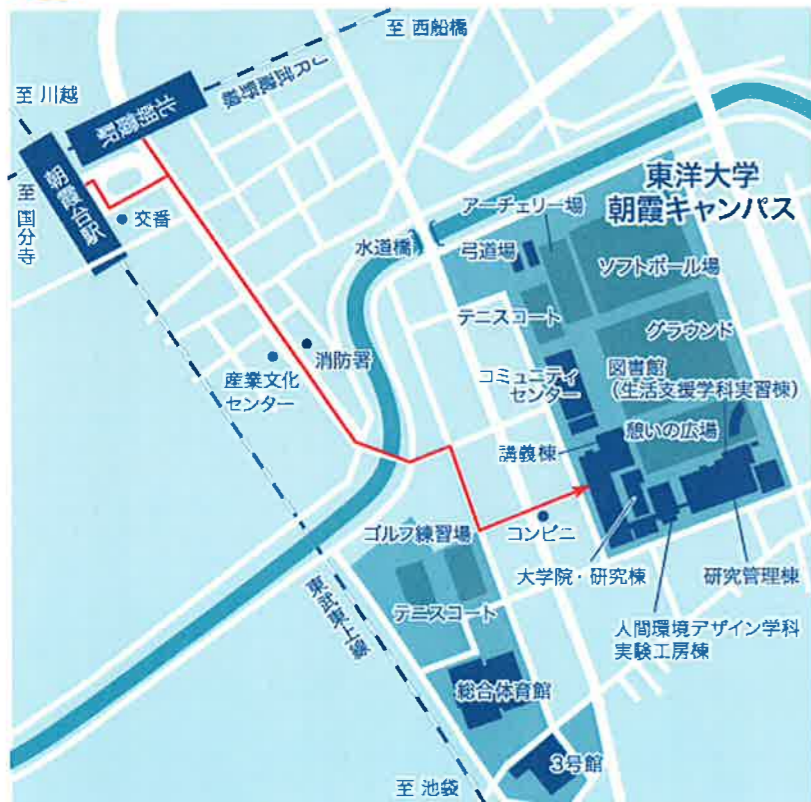 至 西船橋
JR武蔵野線
至 川越
北朝霞駅
朝霞台駅
至 国分寺
交番
東洋大学
朝霞キャンパス
アーチェリー場
水道橋
弓道場
ソフトボール場
テニスコート
グラウンド
消防署
産業文化
センター
コミュニティ
センター
図書館
(生活支援学科実習棟)
憩いの広場
講義棟
ゴルフ練習場
コンビニ
大学院・研究棟
研究管理棟
東武東上線
テニスコート
人間環境デザイン学科
実験工房棟
総合体育館
3号館
至 池袋